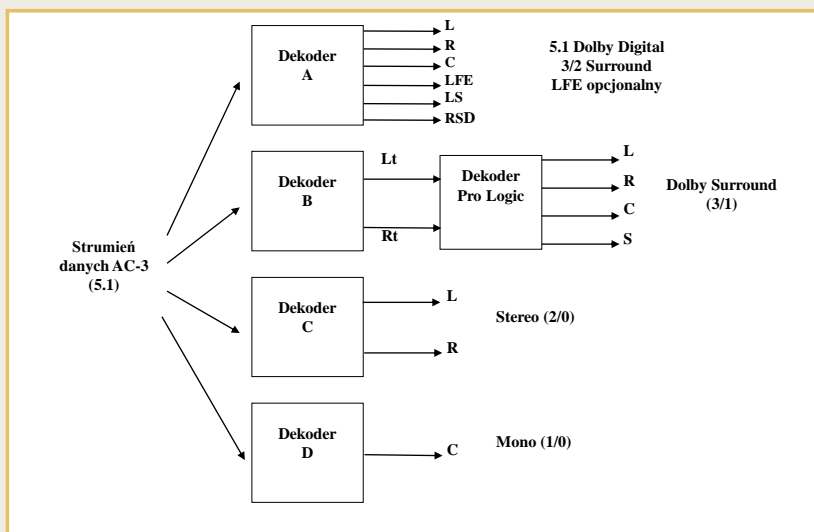 Dekoder
A
L
R
C
LFE
LS
RSD
5.1 Dolby Digital
3/2 Surround
LFE opcjonalny
Dekoder
B
Lt
Rt
Dekoder
Pro Logic
L
R
C
S
Dolby Surround
(3/1)
Strumień
danych AC-3
(5.1)
Dekoder
C
L
R
Stereo (2/0)
Dekoder
D
C
Mono (1/0)